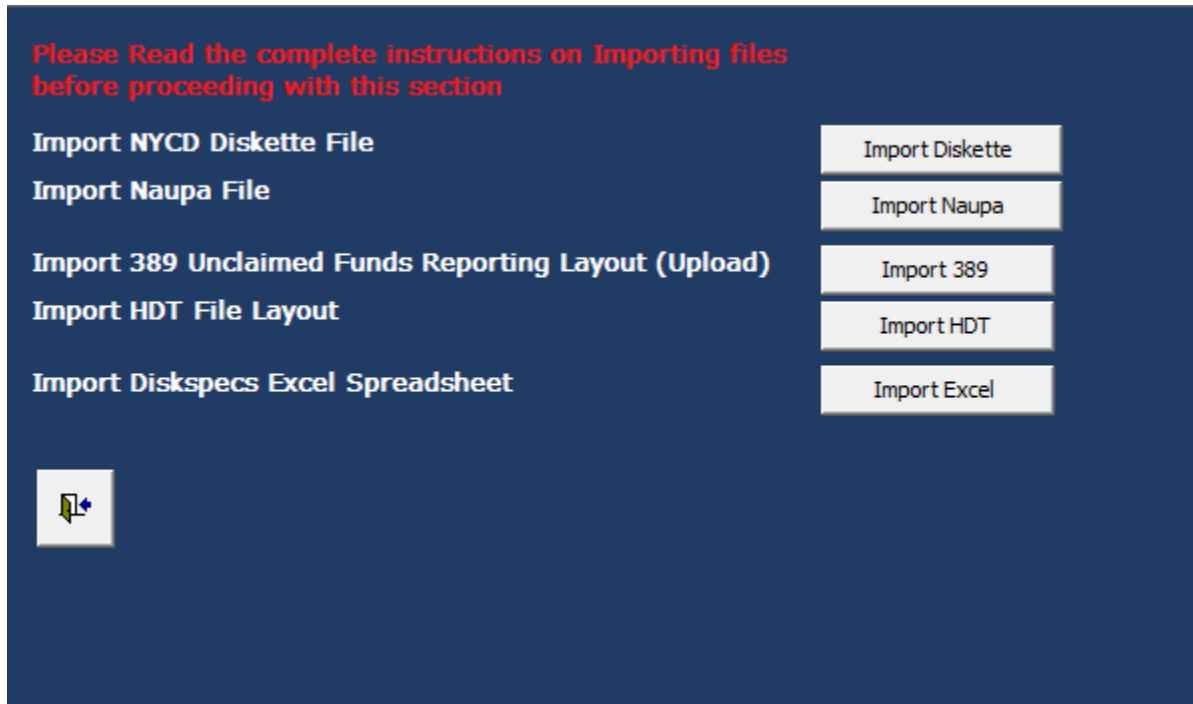 Please Read the complete instructions on Importing files
before proceeding with this section
Import NYCD Diskette File
Import Diskette
Import Naupa File
Import Naupa
Import 389 Unclaimed Funds Reporting Layout (Upload)
Import 389
Import HDT File Layout
Import HDT
Import Diskspecs Excel Spreadsheet
Import Excel